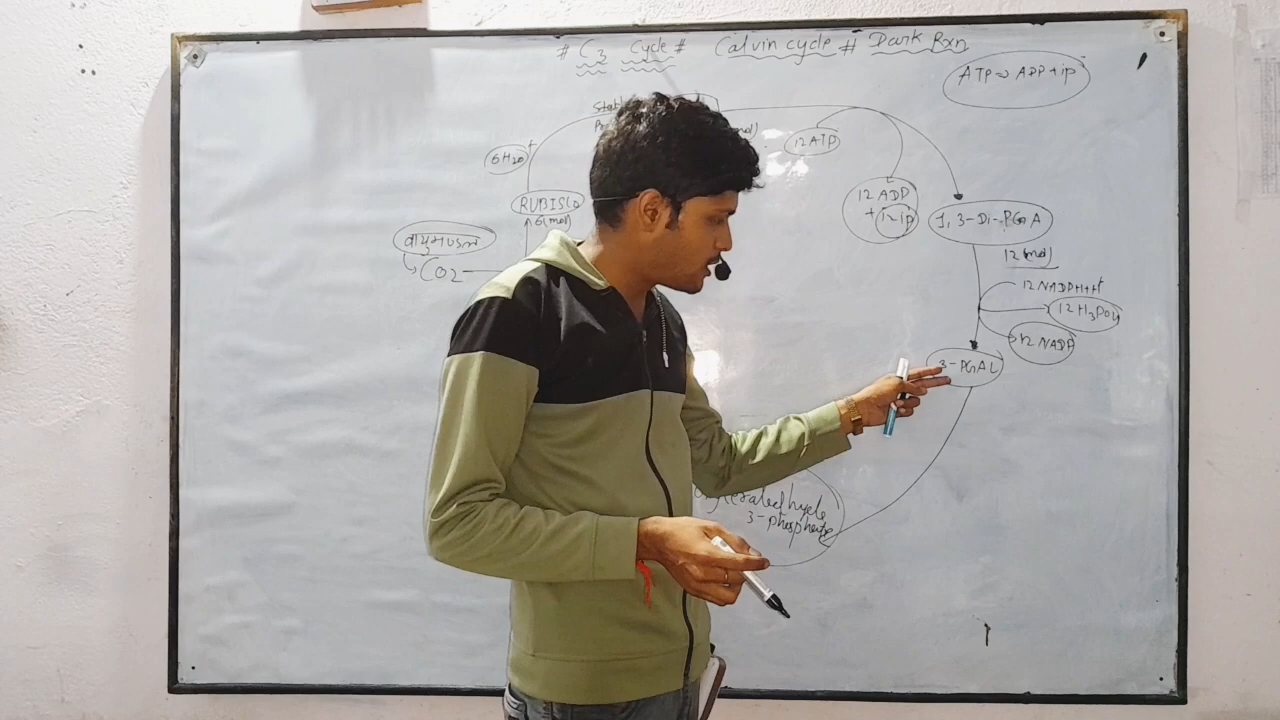 # C3 Cycle # Calvin cycle # Dark Rxn
ATP => ADP + ip
6H2O
12 ATP
RUBISCO
6(mol)
12 ADP
+ 12 ip
1,3-Di-PGA
12 (mol)
वायुमण्डल
CO2
12 NADPH+H+
12 H3PO4
12 NADP
3-PGAL
3-phosphate